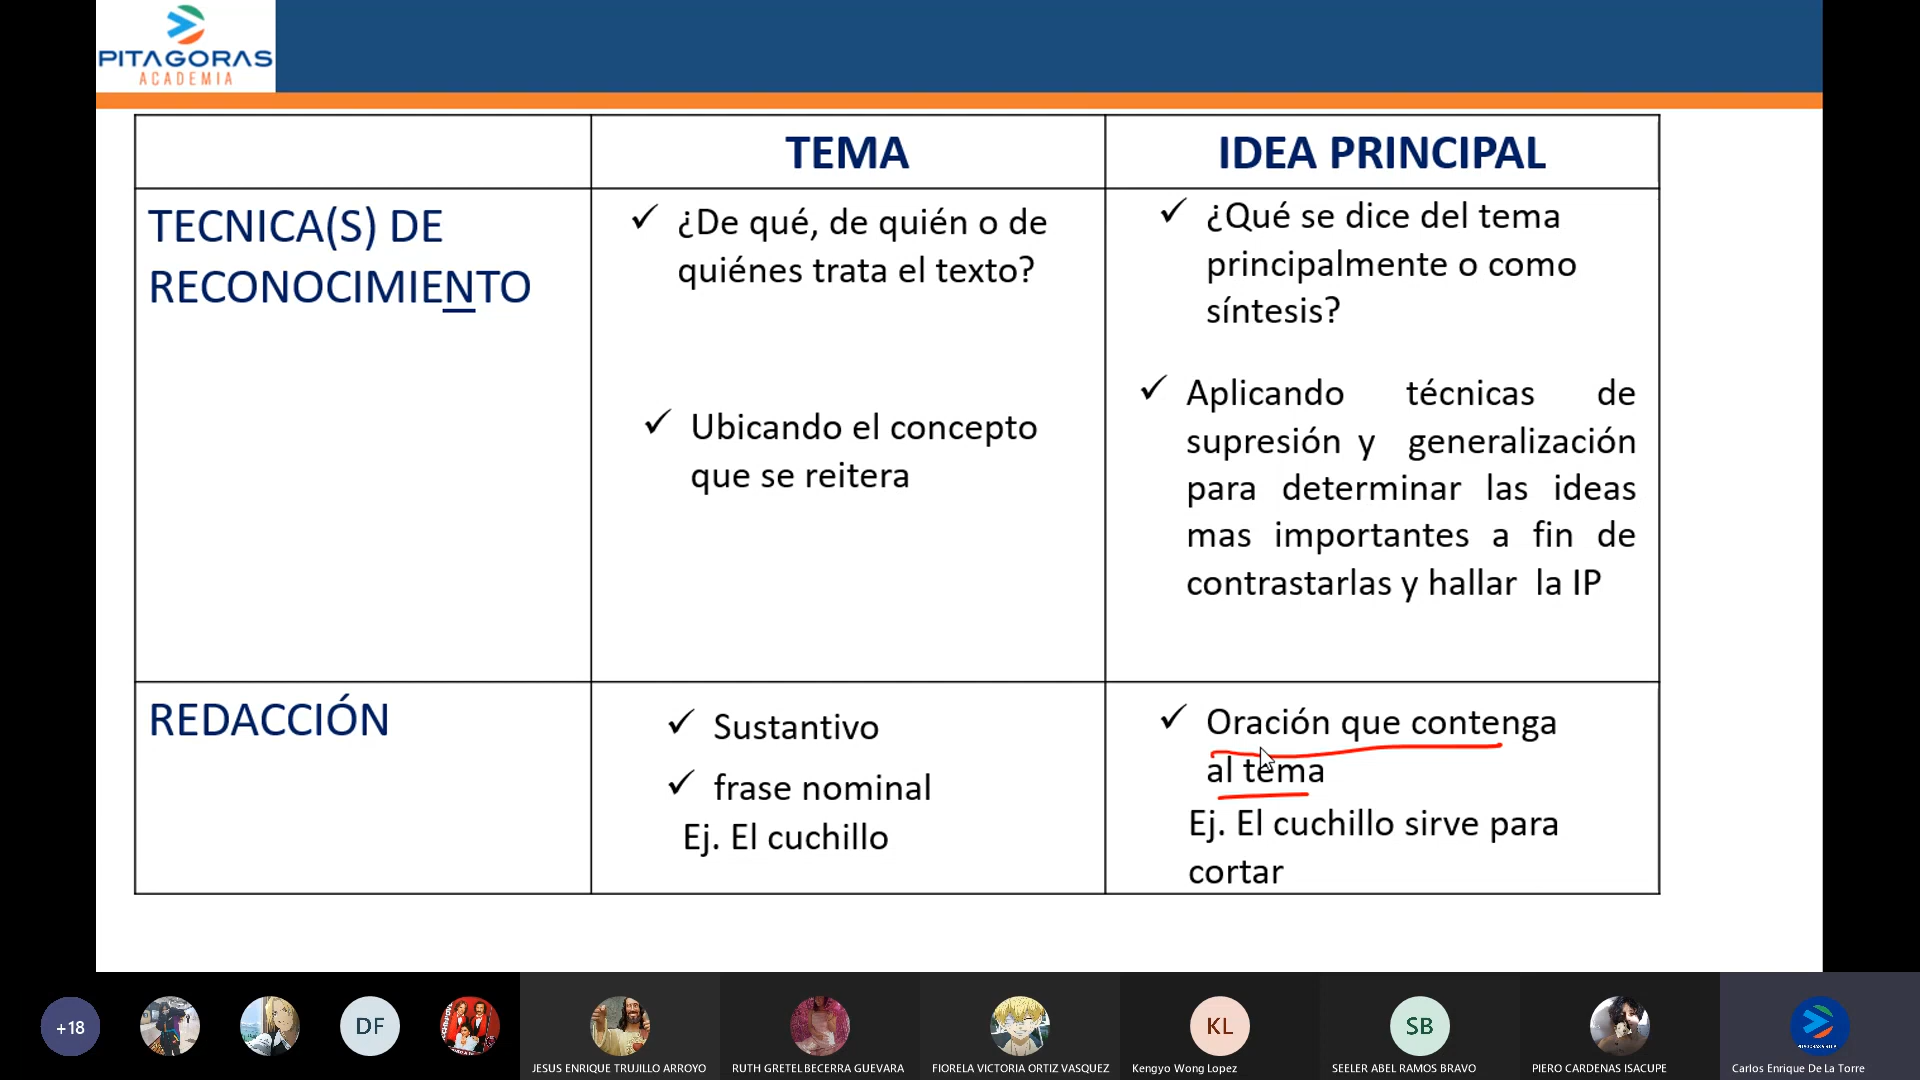 PITAGORAS
ACADEMIA
TEMA
IDEA PRINCIPAL
TECNICA(S) DE
RECONOCIMIENTO
✓ ¿De qué, de quién o de
quiénes trata el texto?
✓ Ubicando el concepto
que se reitera
✓ ¿Qué se dice del tema
principalmente o como
síntesis?
✓ Aplicando técnicas de
supresión y generalización
para determinar las ideas
mas importantes a fin de
contrastarlas y hallar la IP
REDACCIÓN
✓ Sustantivo
✓ frase nominal
Ej. El cuchillo
✓ Oración que contenga
al tema
Ej. El cuchillo sirve para
cortar
+18
DF
KL
SB
JESUS ENRIQUE TRUJILLO ARROYO
RUTH GRETEL BECERRA GUEVARA
FIORELA VICTORIA ORTIZ VASQUEZ
Kengyo Wong Lopez
SEELER ABEL RAMOS BRAVO
PIERO CARDENAS ISACUPE
Carlos Enrique De La Torre